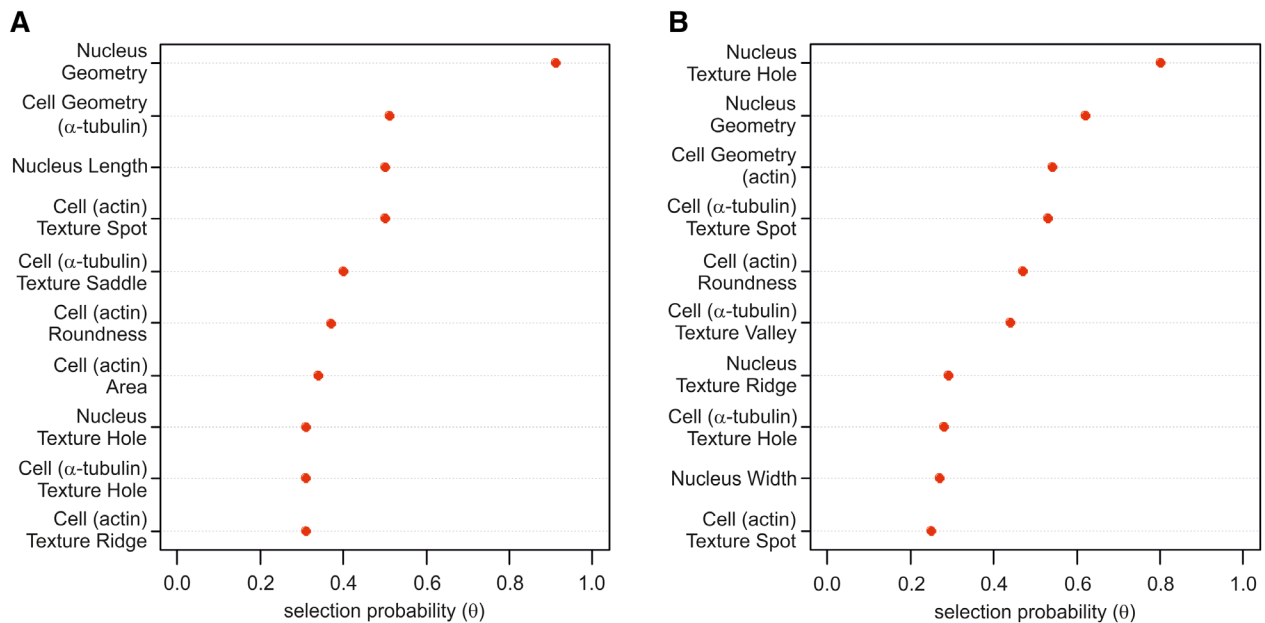 A
Nucleus
Geometry
Cell Geometry
(α-tubulin)
Nucleus Length
Cell (actin)
Texture Spot
Cell (α-tubulin)
Texture Saddle
Cell (actin)
Roundness
Cell (actin)
Area
Nucleus
Texture Hole
Cell (α-tubulin)
Texture Hole
Cell (actin)
Texture Ridge
0.0 0.2 0.4 0.6 0.8 1.0
selection probability (θ)
B
Nucleus
Texture Hole
Nucleus
Geometry
Cell Geometry
(actin)
Cell (α-tubulin)
Texture Spot
Cell (actin)
Roundness
Cell (α-tubulin)
Texture Valley
Nucleus
Texture Ridge
Cell (α-tubulin)
Texture Hole
Nucleus Width
Cell (actin)
Texture Spot
0.0 0.2 0.4 0.6 0.8 1.0
selection probability (θ)